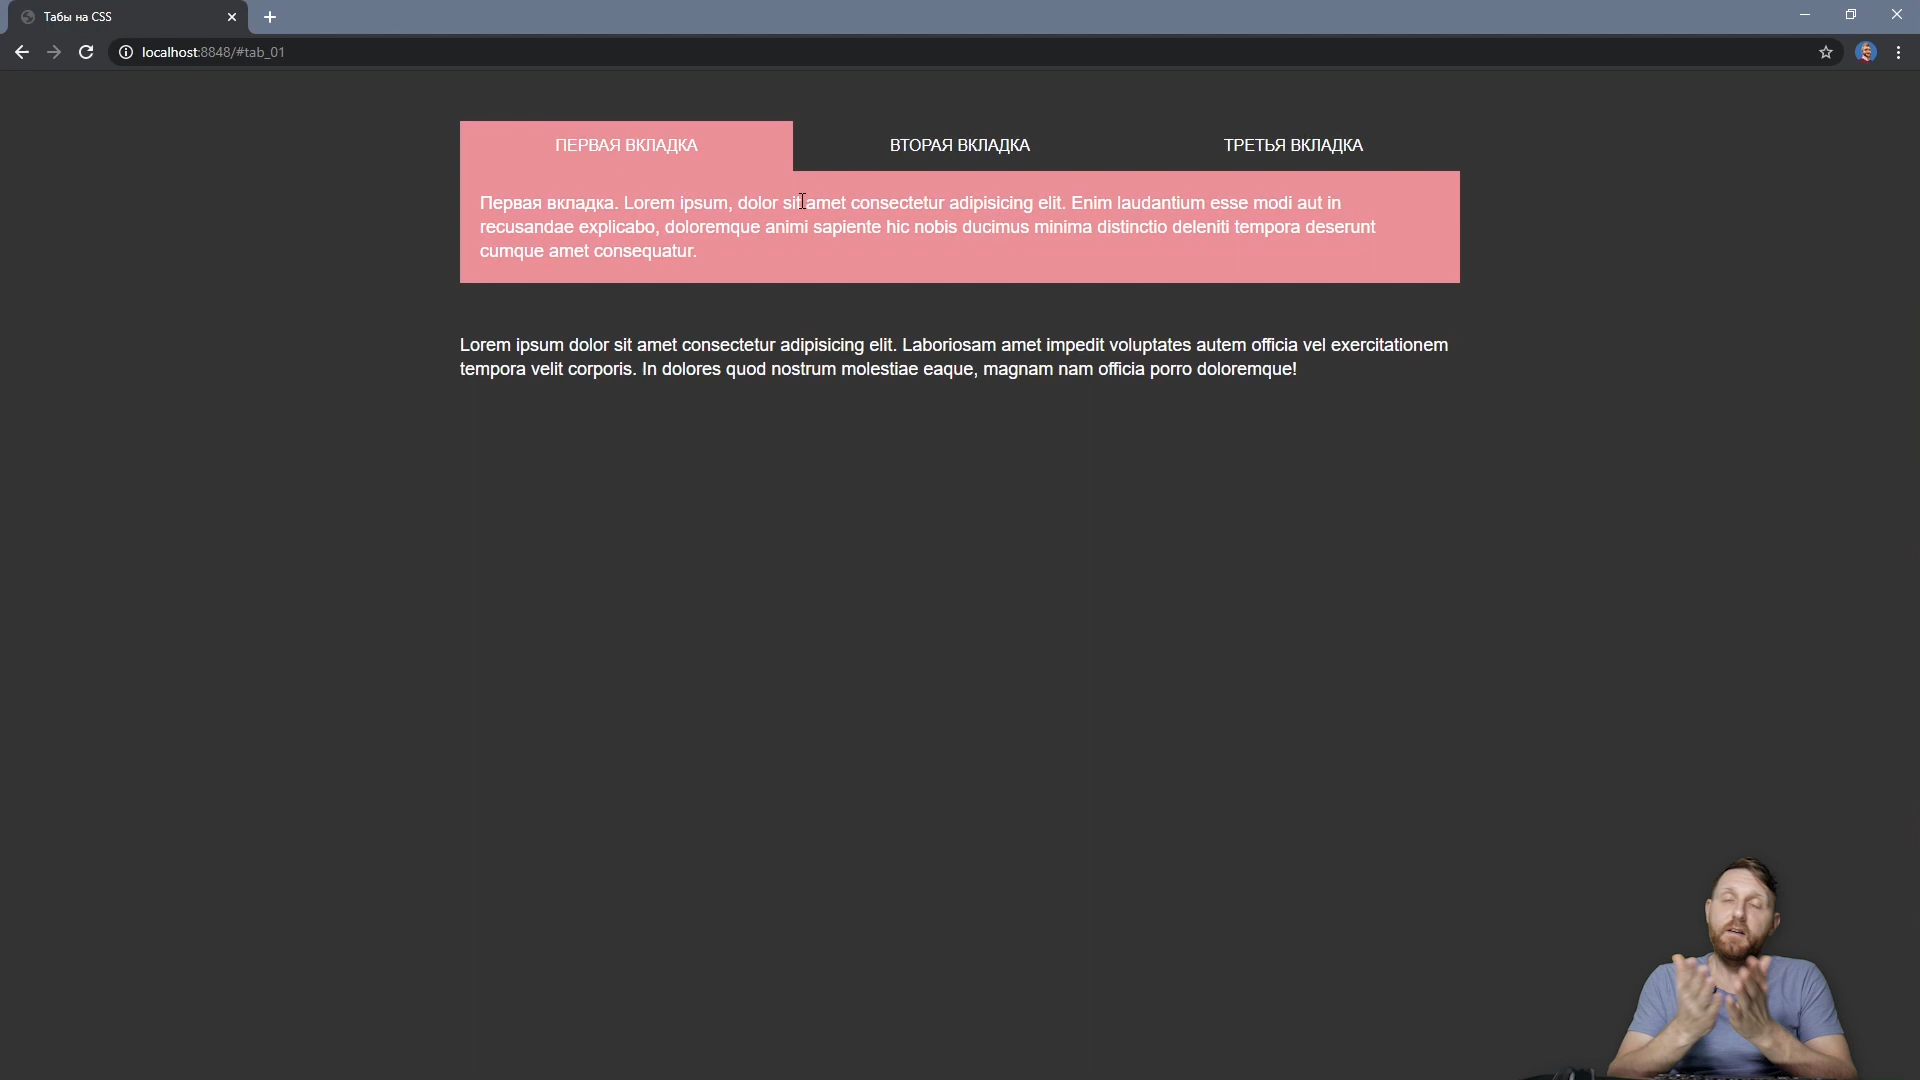 Табы на CSS
localhost:8848/#tab_01
ПЕРВАЯ ВКЛАДКА
ВТОРАЯ ВКЛАДКА
ТРЕТЬЯ ВКЛАДКА
Первая вкладка. Lorem ipsum, dolor sit amet consectetur adipisicing elit. Enim laudantium esse modi aut in
recusandae explicabo, doloremque animi sapiente hic nobis ducimus minima distinctio deleniti tempora deserunt
cumque amet consequatur.
Lorem ipsum dolor sit amet consectetur adipisicing elit. Laboriosam amet impedit voluptates autem officia vel exercitationem
tempora velit corporis. In dolores quod nostrum molestiae eaque, magnam nam officia porro doloremque!